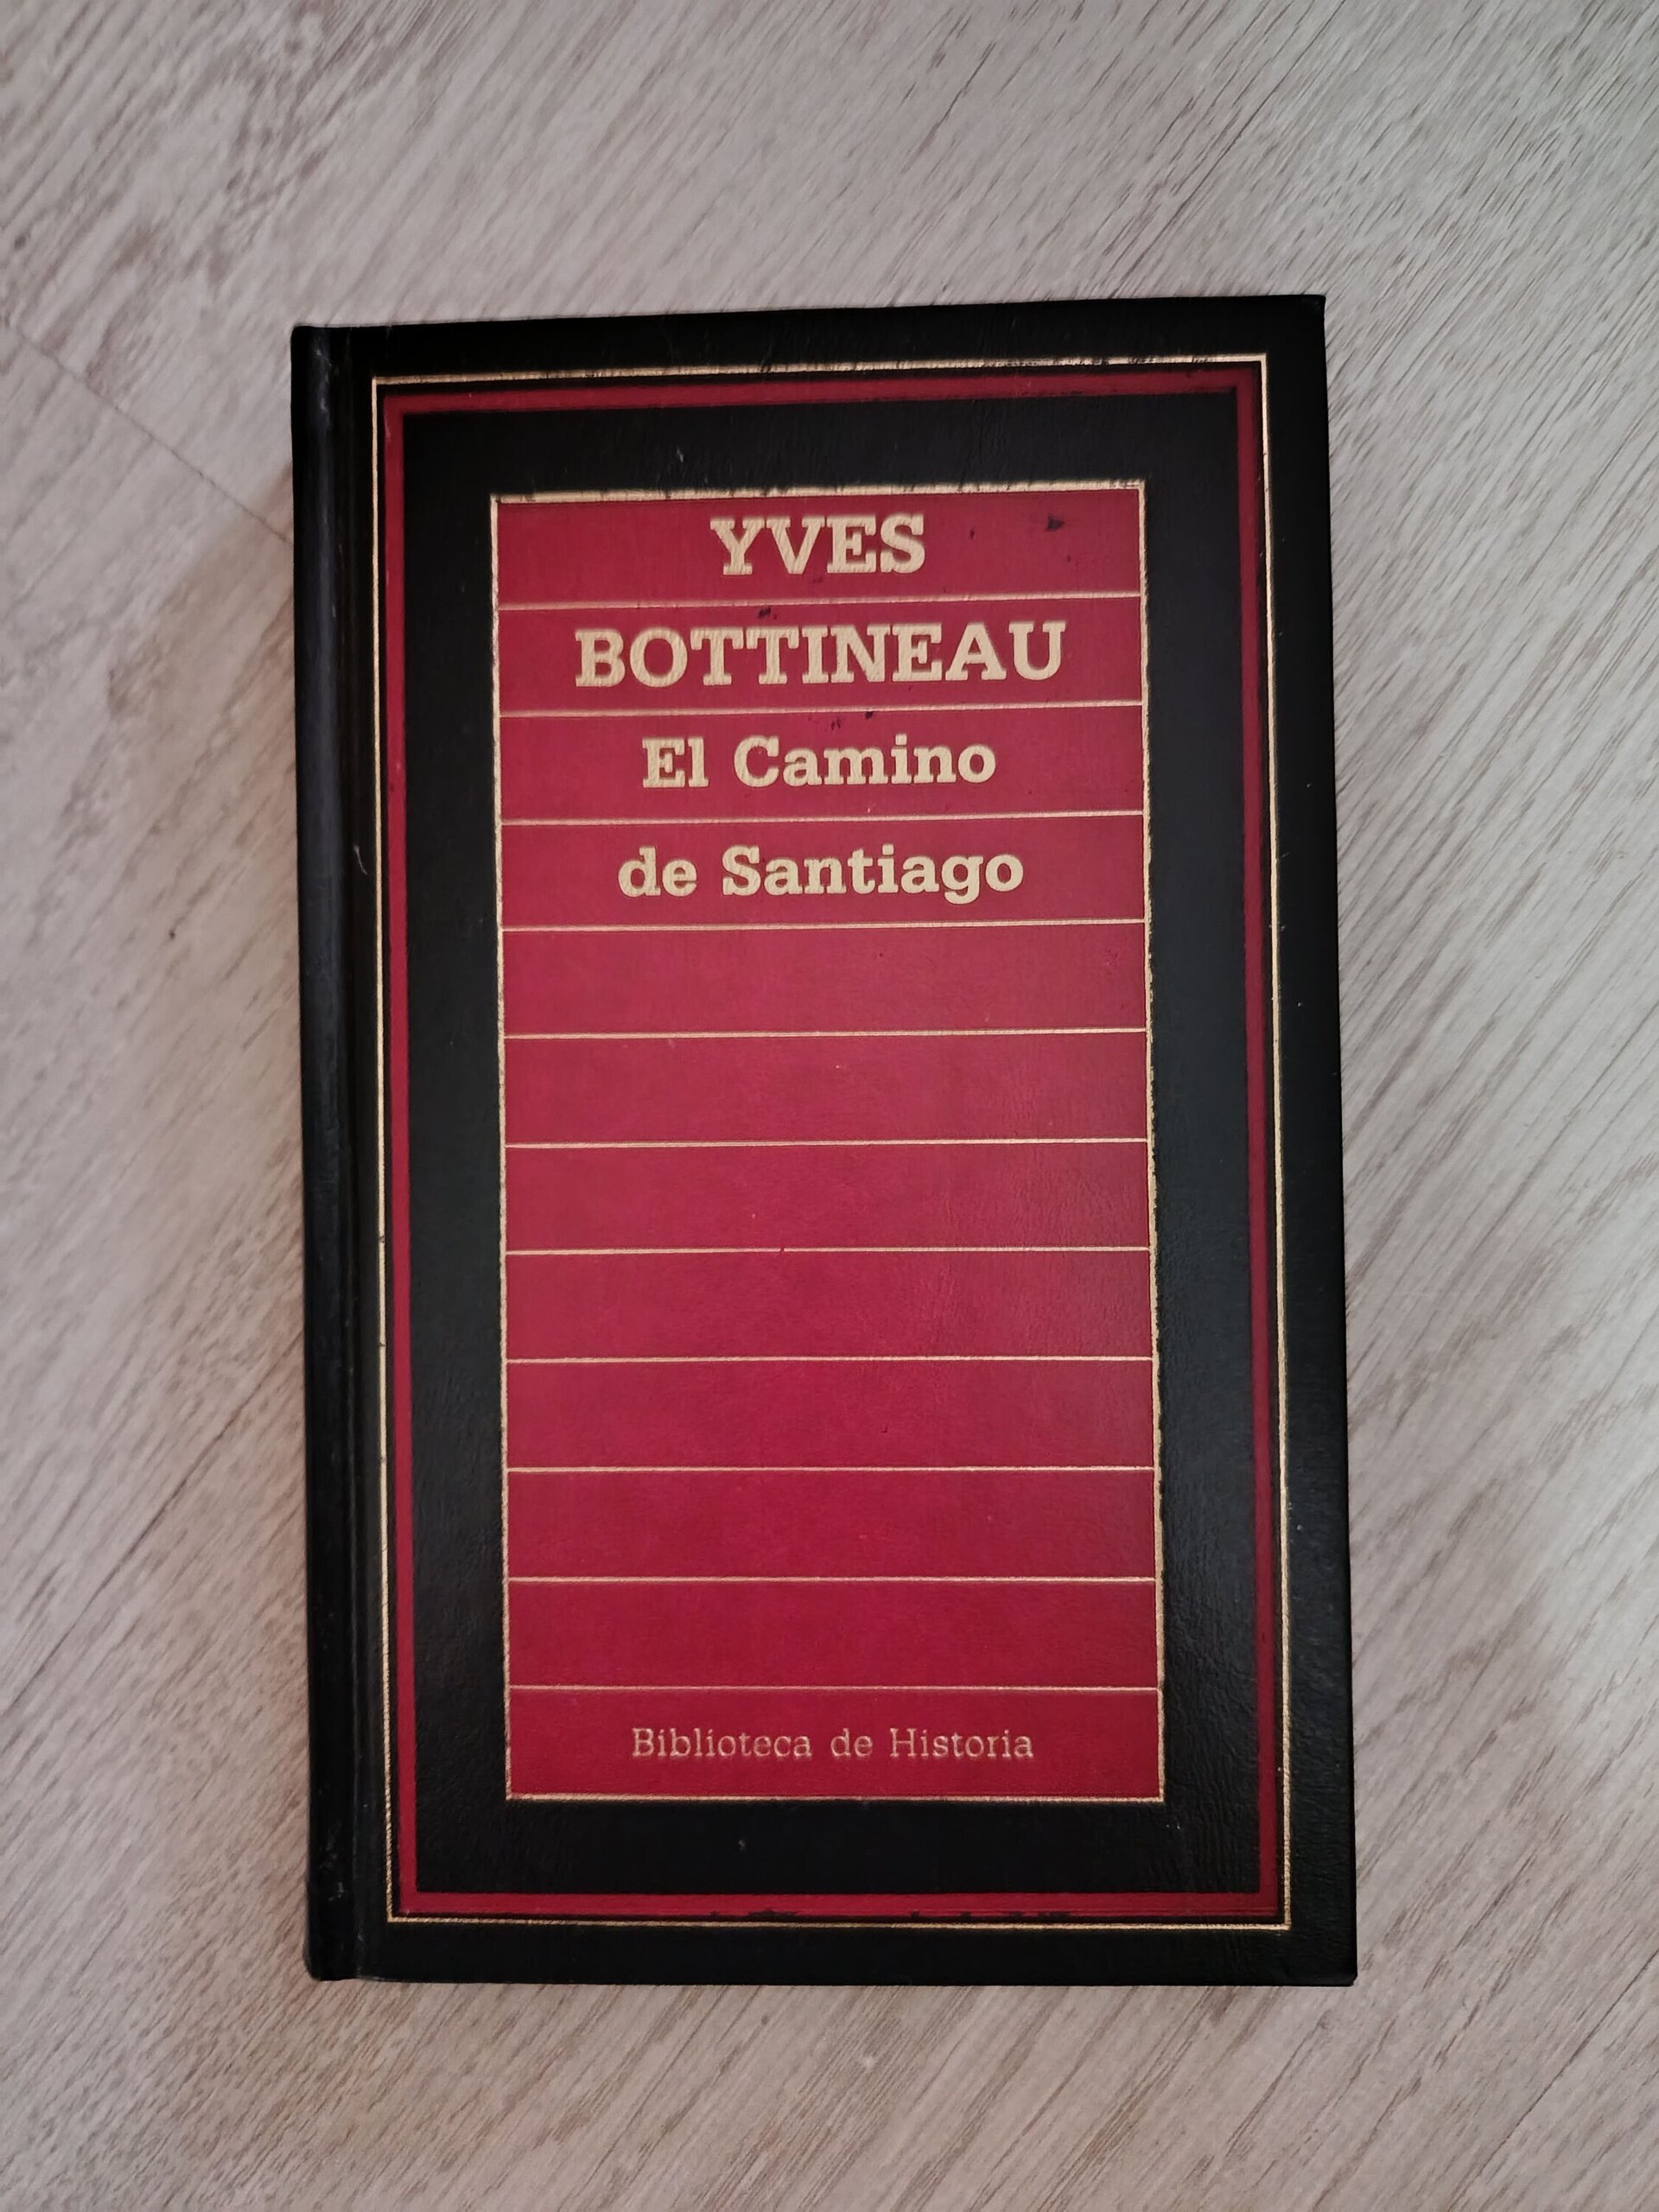 YVES
BOTTINEAU
El Camino
de Santiago
Biblioteca de Historia